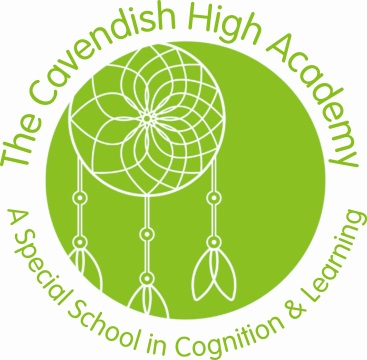 The Cavendish High Academy
A Special School in Cognition & Learning